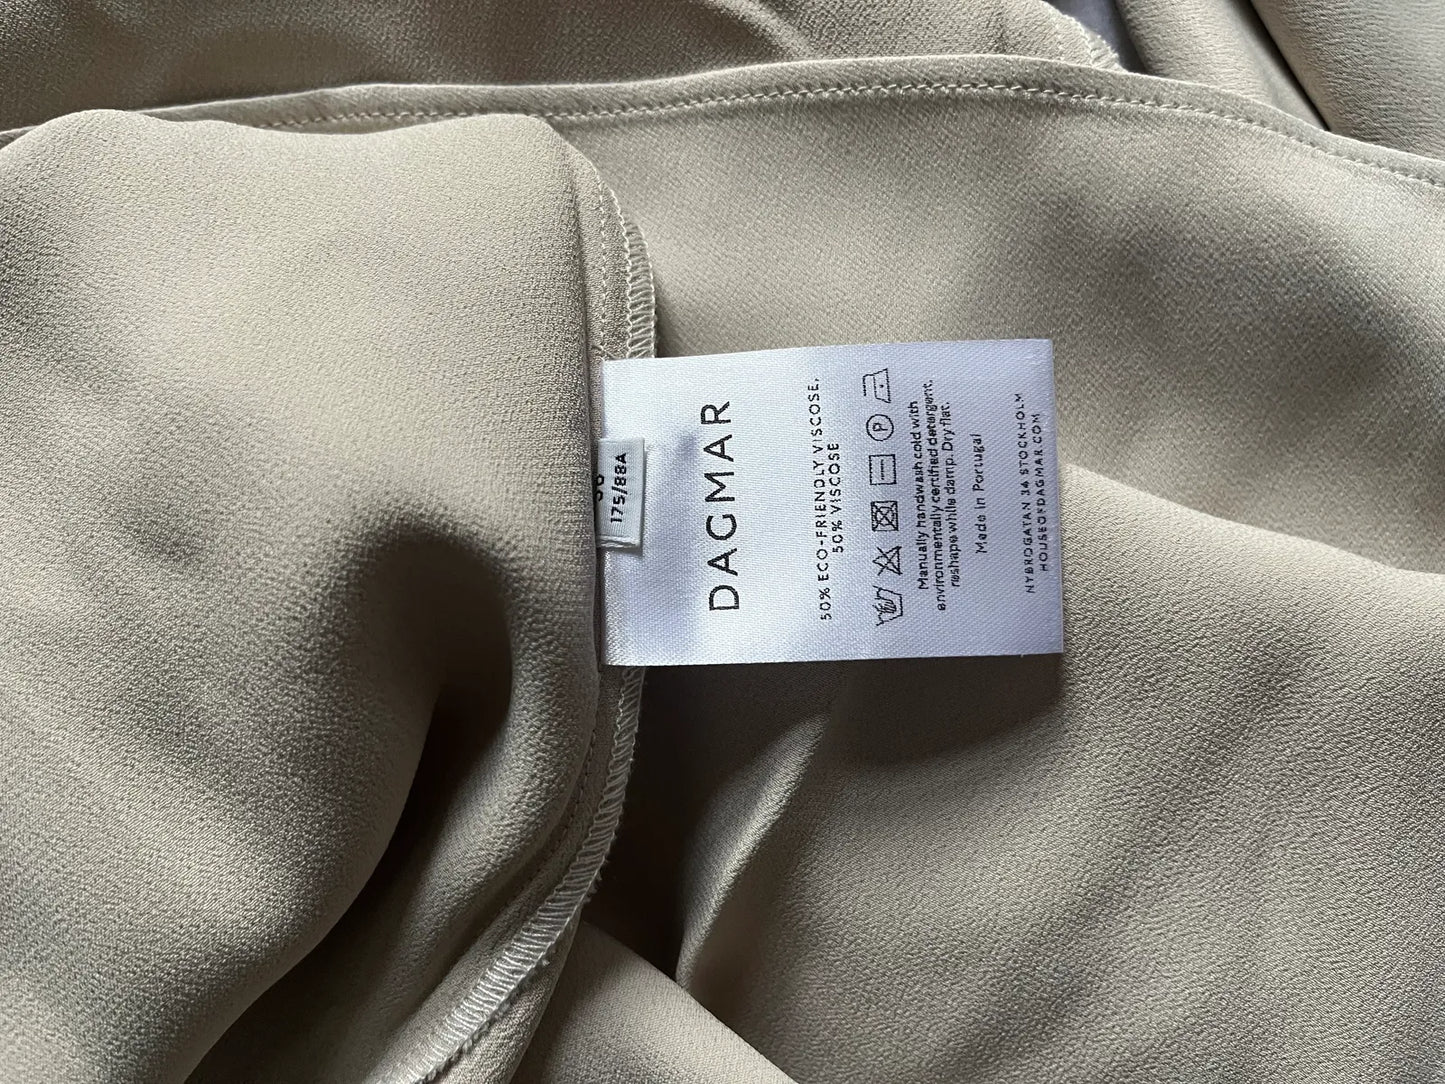 175/88A
DAGMAR
50% ECO-FRIENDLY VISCOSE,
50% VISCOSE
P
Manually handwash cold with
environmentally certified detergent,
reshape while damp. Dry flat.
Made in Portugal
NYBROGATAN 34 STOCKHOLM
HOUSEOFDAGMAR.COM